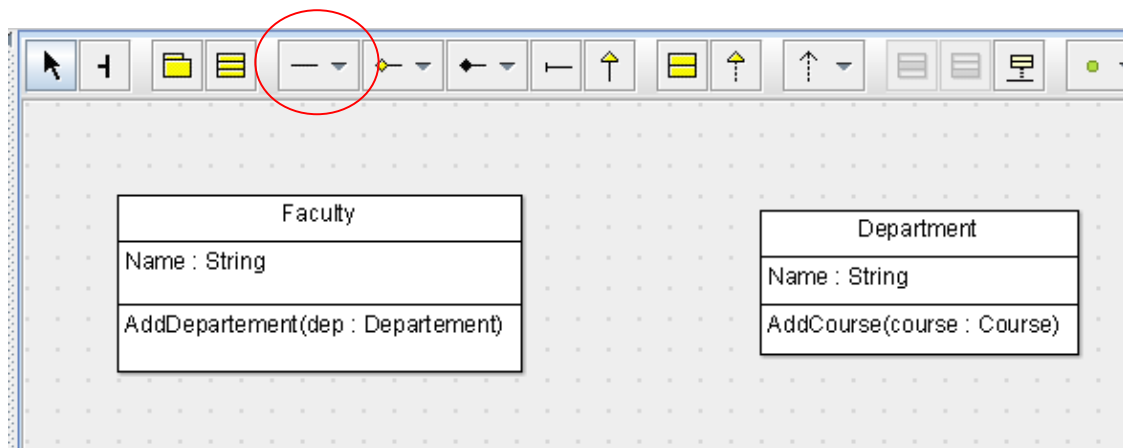 Faculty
Name : String
AddDepartement(dep : Departement)
Department
Name : String
AddCourse(course : Course)